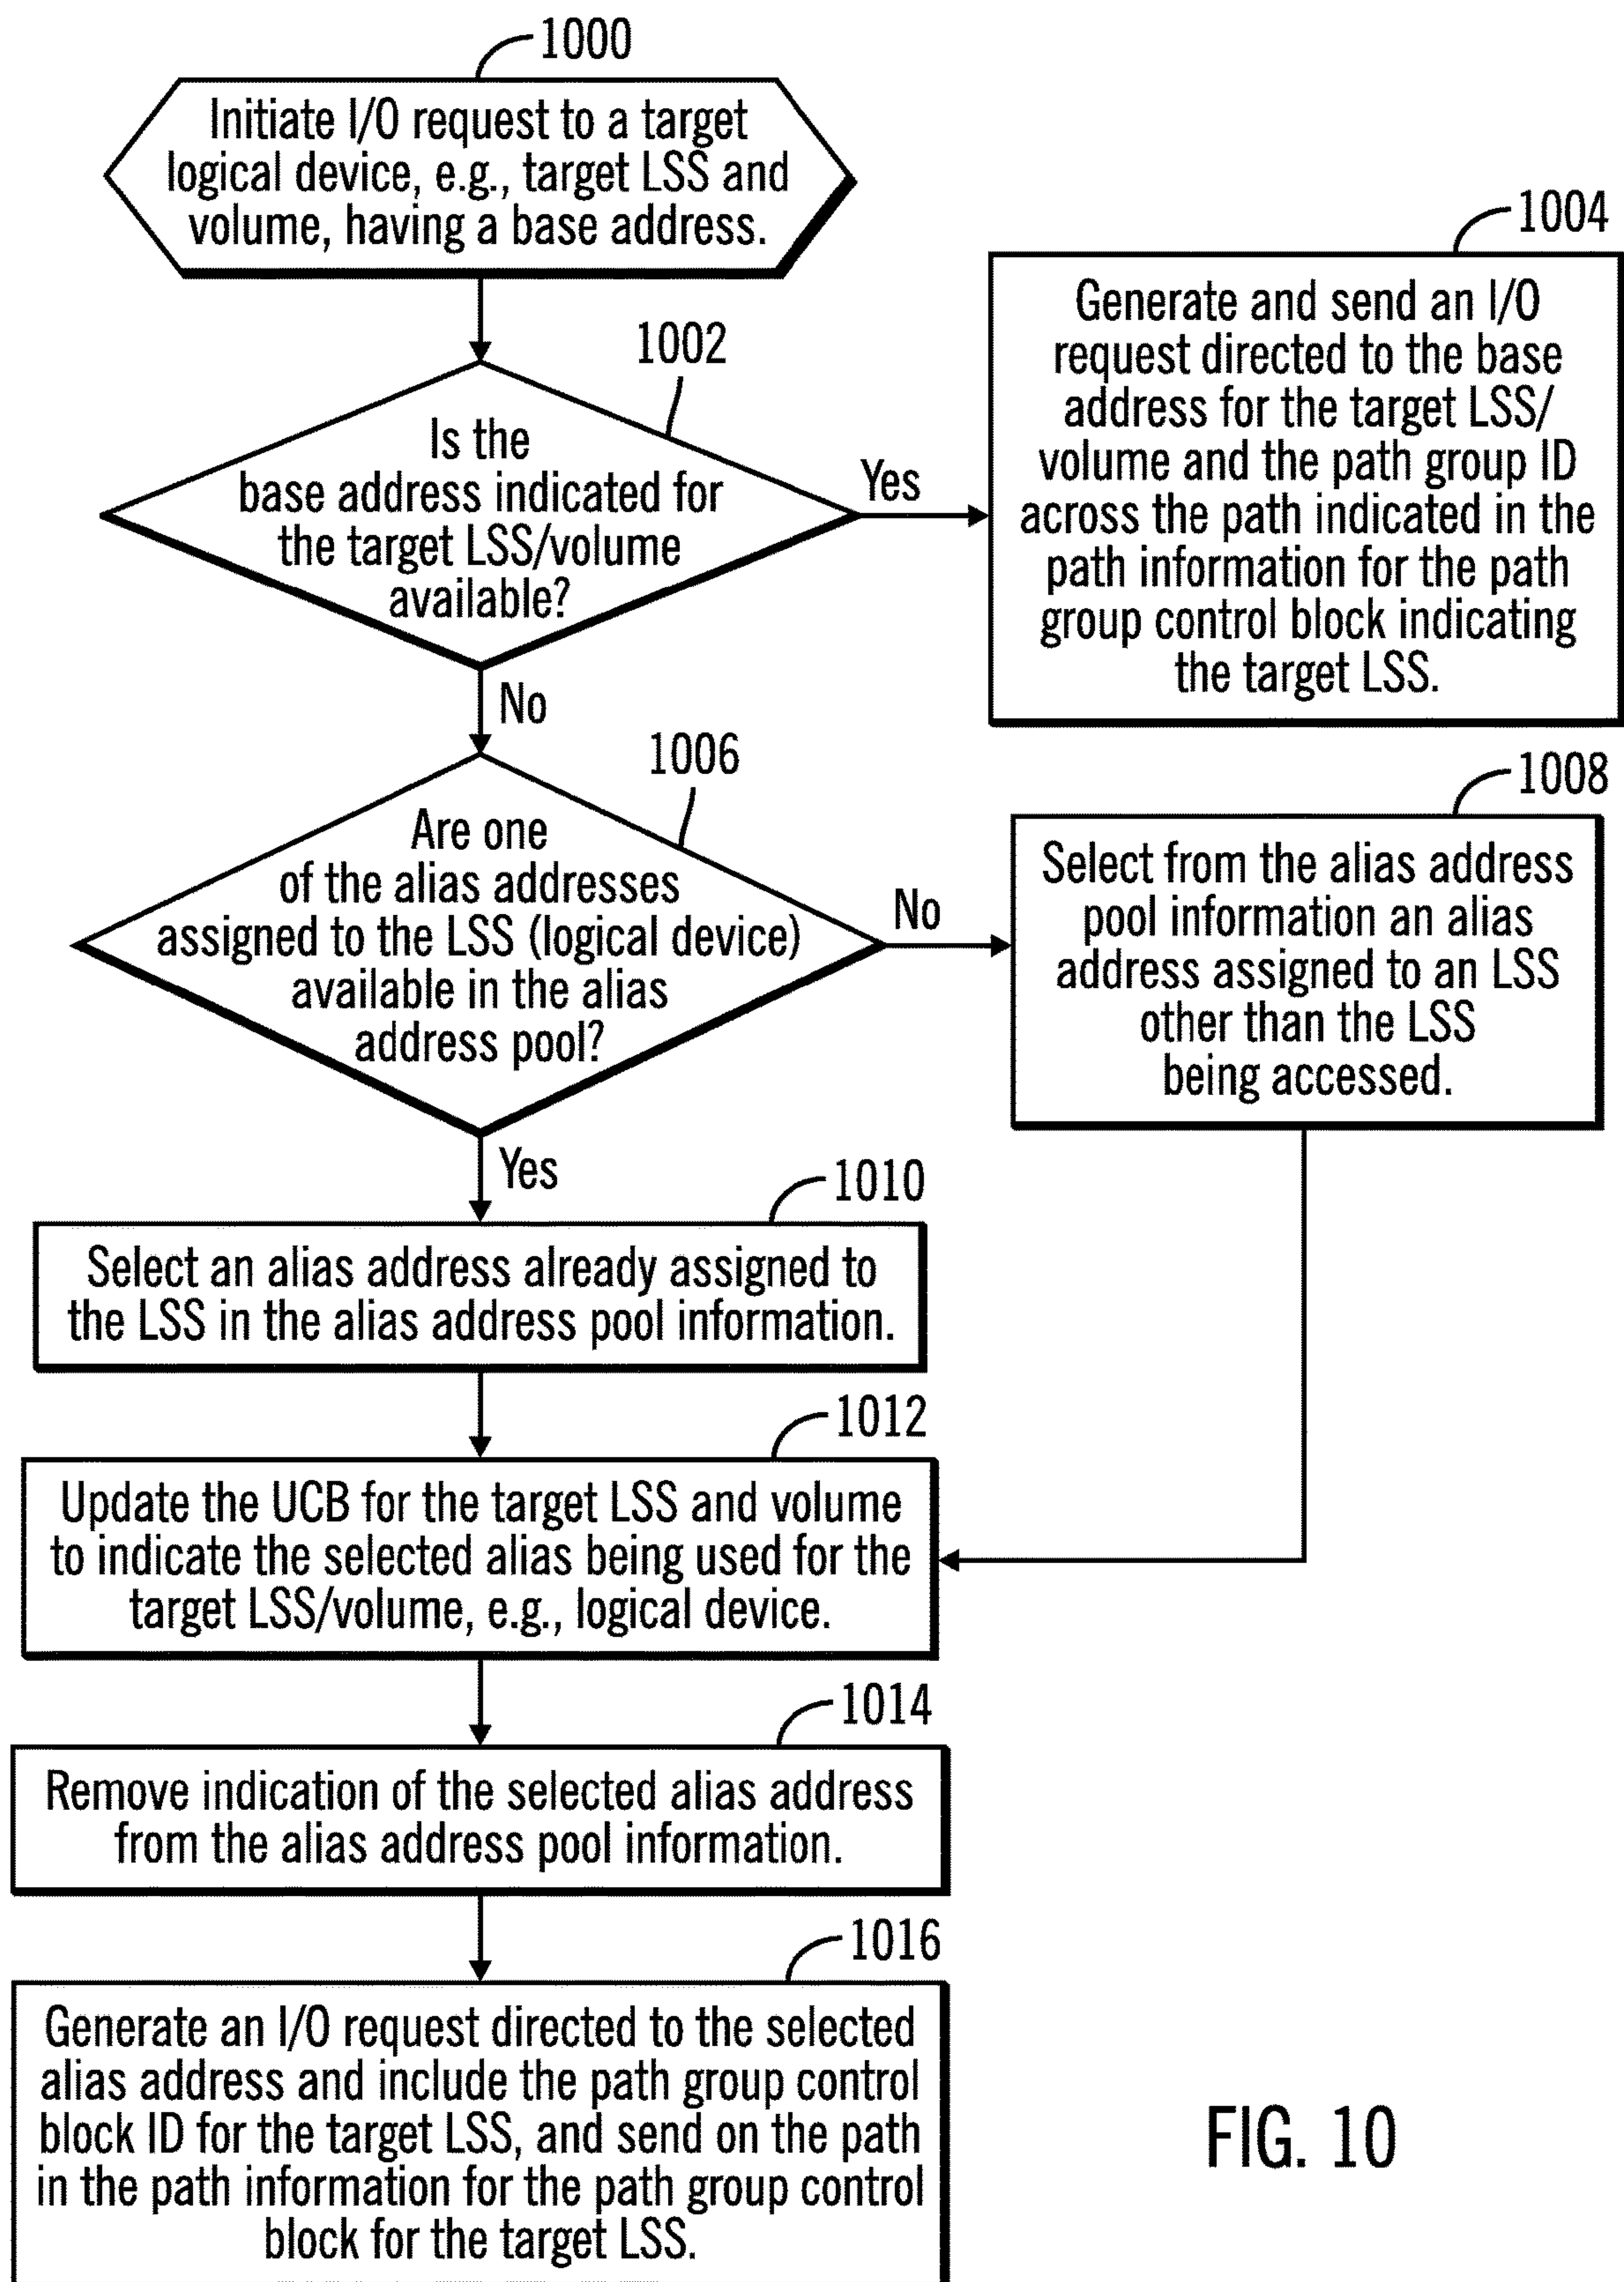 1000
Initiate I/O request to a target
logical device, e.g., target LSS and
volume, having a base address.
1002
Is the
base address indicated for
the target LSS/volume
available?
Yes
1004
Generate and send an I/O
request directed to the base
address for the target LSS/
volume and the path group ID
across the path indicated in the
path information for the path
group control block indicating
the target LSS.
No
1006
Are one
of the alias addresses
assigned to the LSS (logical device)
available in the alias
address pool?
No
1008
Select from the alias address
pool information an alias
address assigned to an LSS
other than the LSS
being accessed.
Yes
1010
Select an alias address already assigned to
the LSS in the alias address pool information.
1012
Update the UCB for the target LSS and volume
to indicate the selected alias being used for the
target LSS/volume, e.g., logical device.
1014
Remove indication of the selected alias address
from the alias address pool information.
1016
Generate an I/O request directed to the selected
alias address and include the path group control
block ID for the target LSS, and send on the path
in the path information for the path group control
block for the target LSS.
FIG. 10